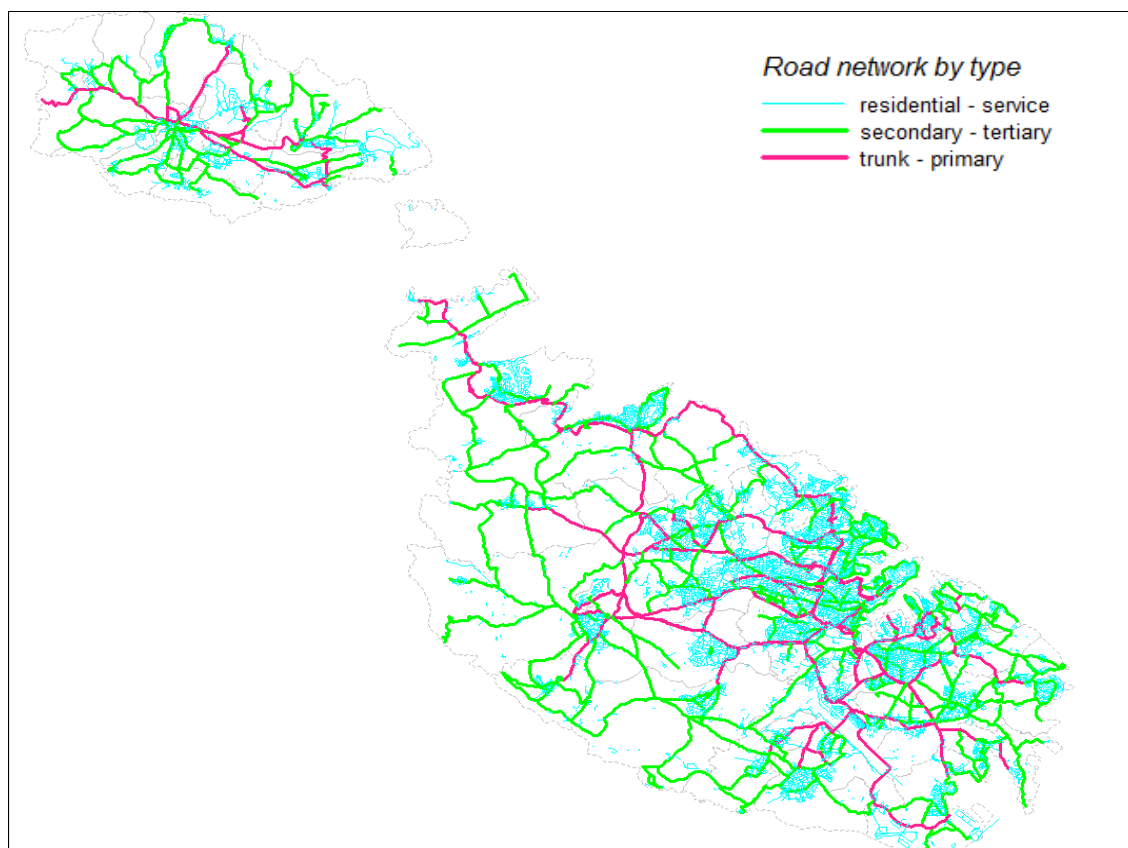 Road network by type
residential - service
secondary - tertiary
trunk - primary